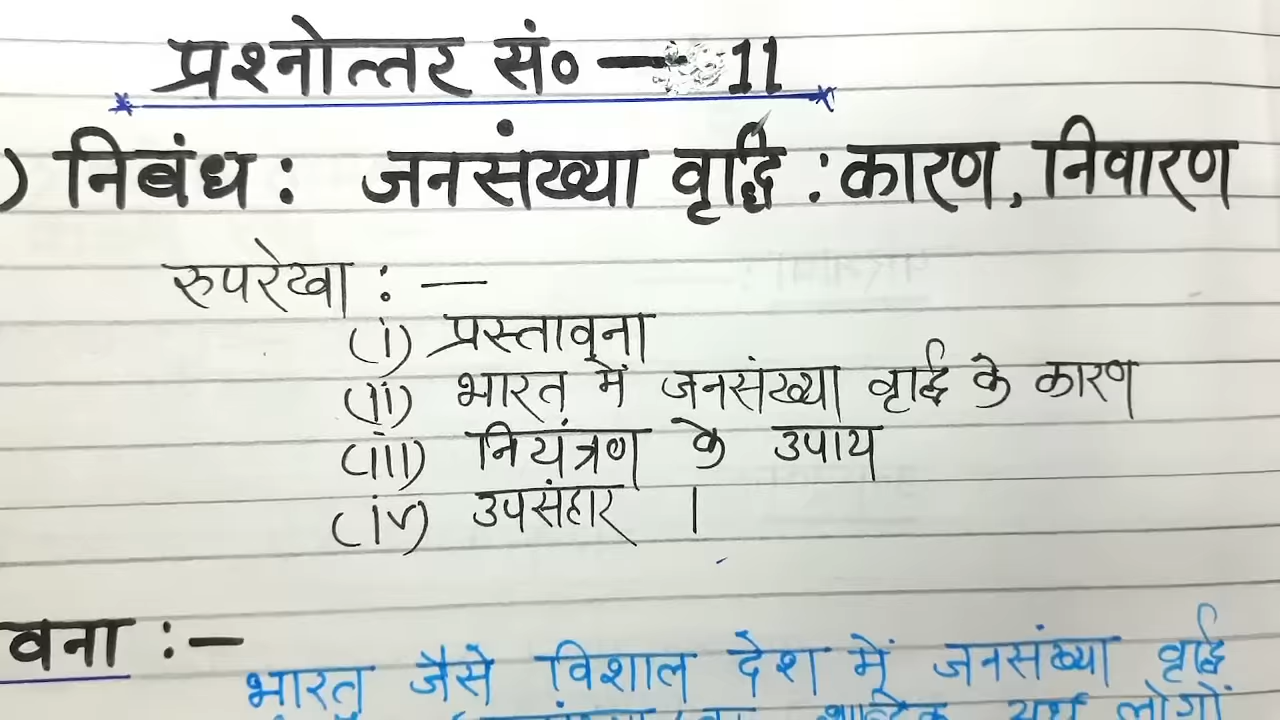 प्रश्नोत्तर सं० — 11
) निबंध : जनसंख्या वृद्धि : कारण, निवारण
रुपरेखा : —
(i) प्रस्तावना
(ii) भारत में जनसंख्या वृद्धि के कारण
(iii) नियंत्रण के उपाय
(iv) उपसंहार ।
वना :—
भारत जैसे विशाल देश में जनसंख्या वृद्धि
लोगों